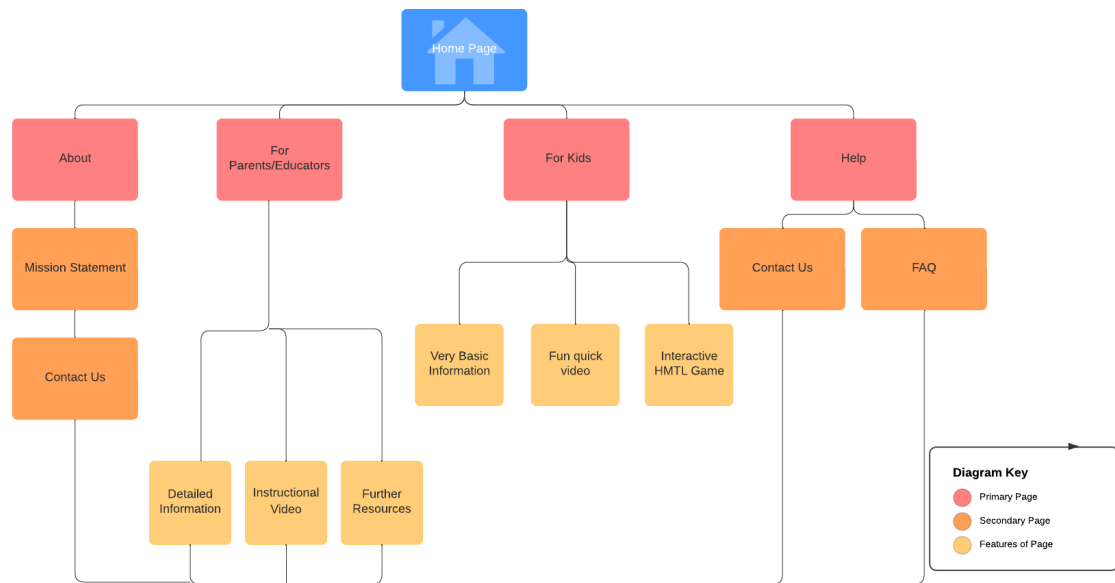 Home Page
About
For
Parents/Educators
For Kids
Help
Mission Statement
Contact Us
FAQ
Contact Us
Very Basic
Information
Fun quick
video
Interactive
HMTL Game
Detailed
Information
Instructional
Video
Further
Resources
Diagram Key
Primary Page
Secondary Page
Features of Page